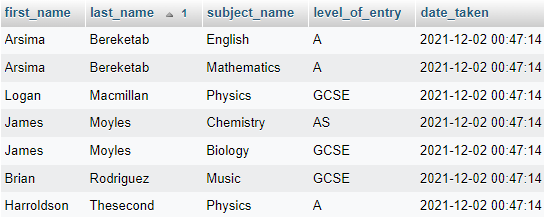 first_name last_name 1 subject_name level_of_entry date_taken
Arsima Bereketab English A 2021-12-02 00:47:14
Arsima Bereketab Mathematics A 2021-12-02 00:47:14
Logan Macmillan Physics GCSE 2021-12-02 00:47:14
James Moyles Chemistry AS 2021-12-02 00:47:14
James Moyles Biology GCSE 2021-12-02 00:47:14
Brian Rodriguez Music GCSE 2021-12-02 00:47:14
Harroldson Thesecond Physics A 2021-12-02 00:47:14